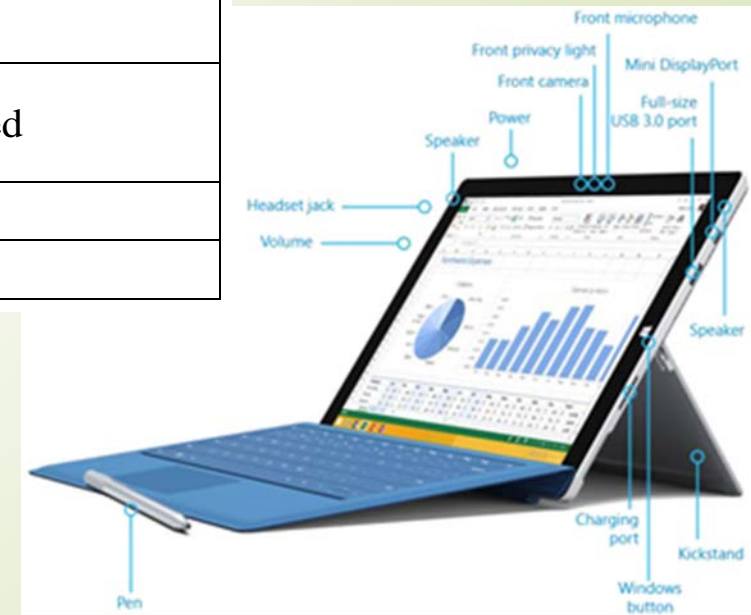 ed
Front microphone
Front privacy light
Mini DisplayPort
Front camera
Full-size
USB 3.0 port
Power
Speaker
Headset jack
Volume
Speaker
Charging
port
Kickstand
Windows
button
Pen